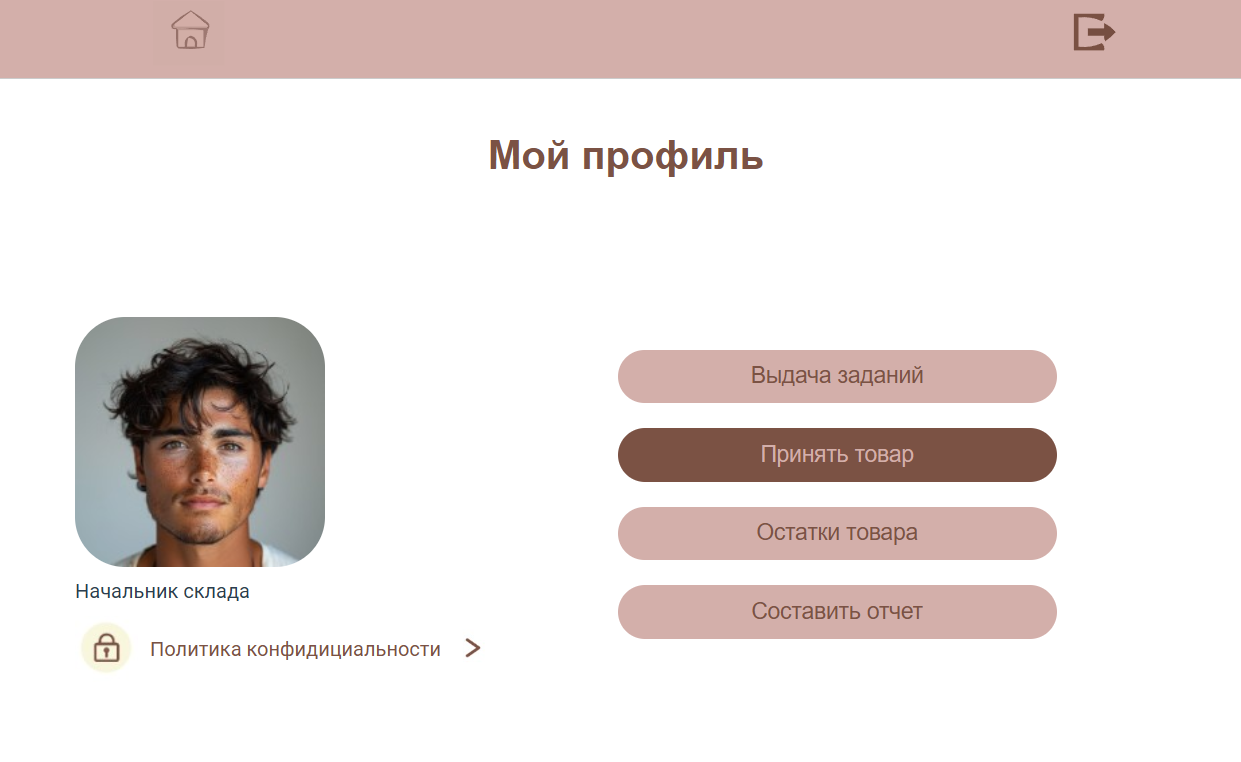 Мой профиль
Начальник склада
Политика конфидициальности
Выдача заданий
Принять товар
Остатки товара
Составить отчет